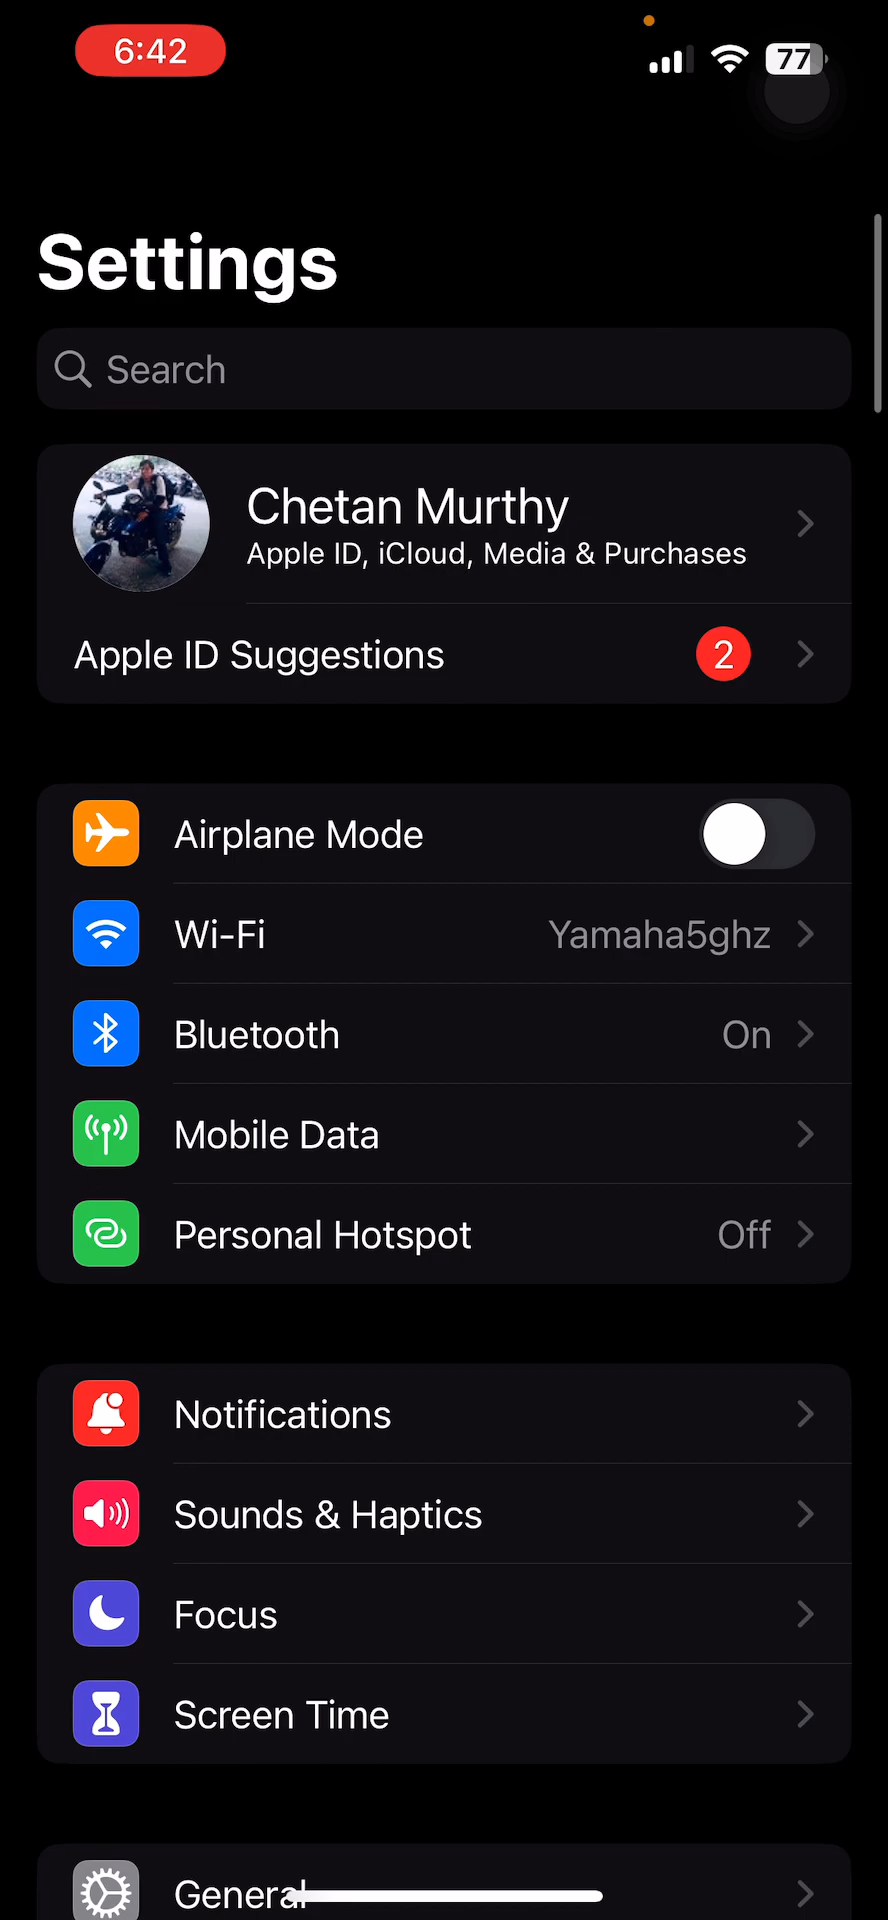 6:42
77
Settings
Search
Chetan Murthy
Apple ID, iCloud, Media & Purchases
Apple ID Suggestions 2
Airplane Mode
Wi-Fi Yamaha5ghz
Bluetooth On
Mobile Data
Personal Hotspot Off
Notifications
Sounds & Haptics
Focus
Screen Time
General